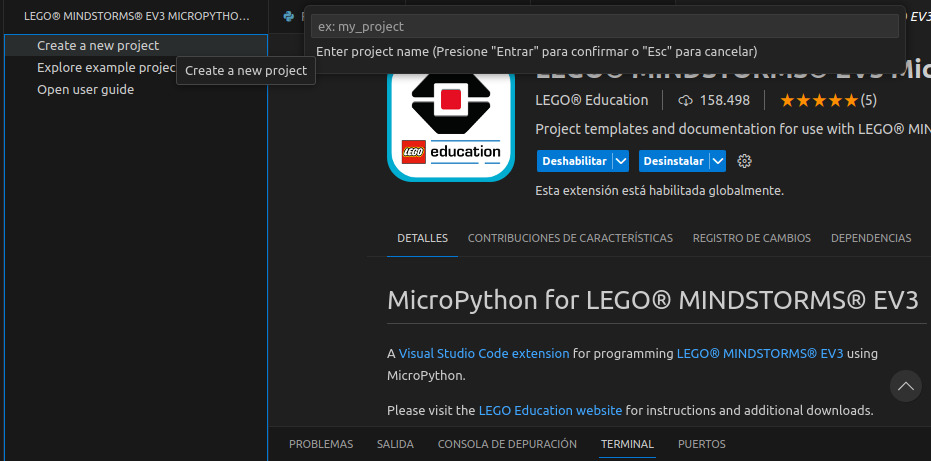 LEGO® MINDSTORMS® EV3 MICROPYTHO...
ex: my_project
EV3
Enter project name (Presione "Entrar" para confirmar o "Esc" para cancelar)
Create a new project
Explore example projec
Create a new project
Open user guide
LEGO® MINDSTORMS® EV3 Mic
LEGO® Education
158.498
(5)
Project templates and documentation for use with LEGO® MIN
Deshabilitar
Desinstalar
Esta extensión está habilitada globalmente.
LEGO education
DETALLES
CONTRIBUCIONES DE CARACTERÍSTICAS
REGISTRO DE CAMBIOS
DEPENDENCIAS
MicroPython for LEGO® MINDSTORMS® EV3
A Visual Studio Code extension for programming LEGO® MINDSTORMS® EV3 using
MicroPython.
Please visit the LEGO Education website for instructions and additional downloads.
PROBLEMAS
SALIDA
CONSOLA DE DEPURACIÓN
TERMINAL
PUERTOS